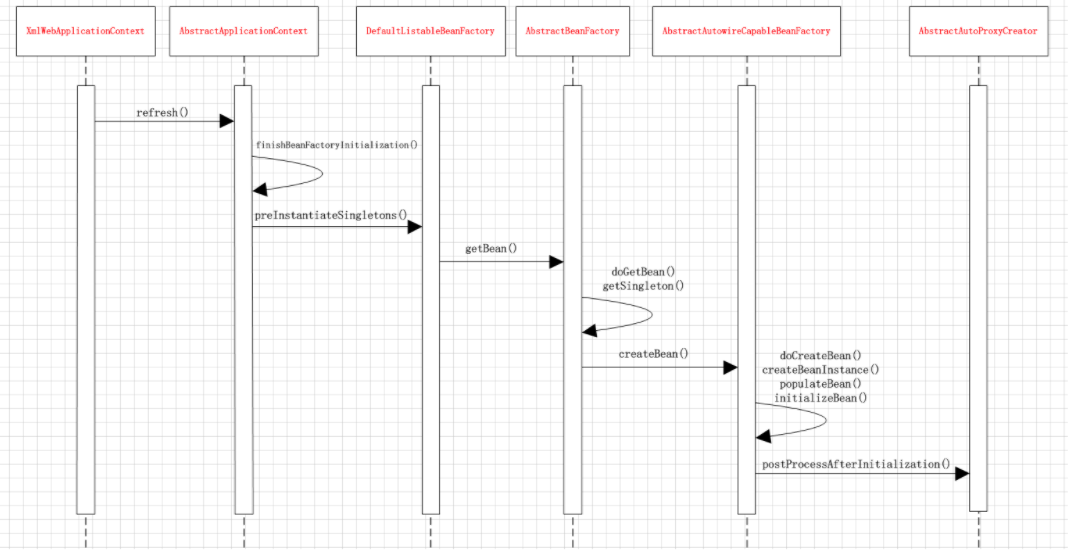 XmlWebApplicationContext
AbstractApplicationContext
DefaultListableBeanFactory
AbstractBeanFactory
AbstractAutowireCapableBeanFactory
AbstractAutoProxyCreator
refresh()
finishBeanFactoryInitialization()
preInstantiateSingletons()
getBean()
doGetBean()
getSingleton()
createBean()
doCreateBean()
createBeanInstance()
populateBean()
initializeBean()
postProcessAfterInitialization()